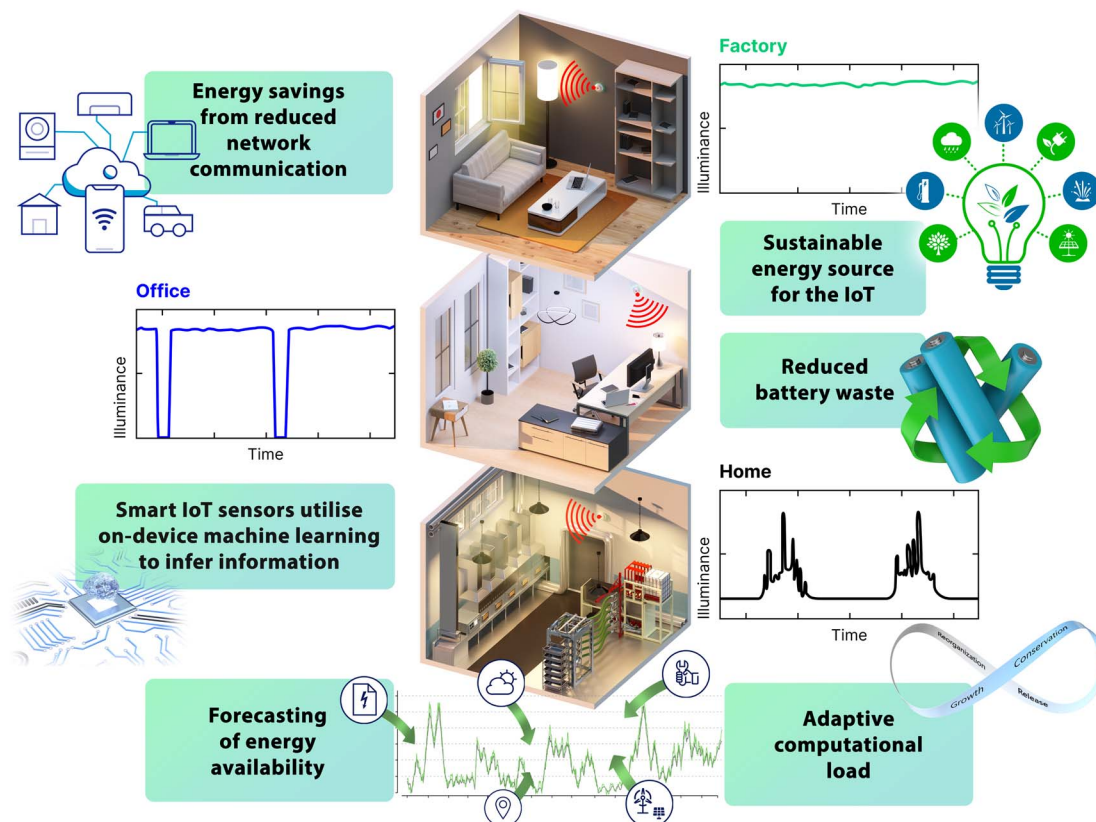 Factory
Energy savings
from reduced
network
communication
Illuminance
Time
Sustainable
energy source
for the IoT
Office
Illuminance
Time
Reduced
battery waste
Home
Illuminance
Time
Smart IoT sensors utilise
on-device machine learning
to infer information
Reorganization
Conservation
Growth
Release
Forecasting
of energy
availability
Adaptive
computational
load